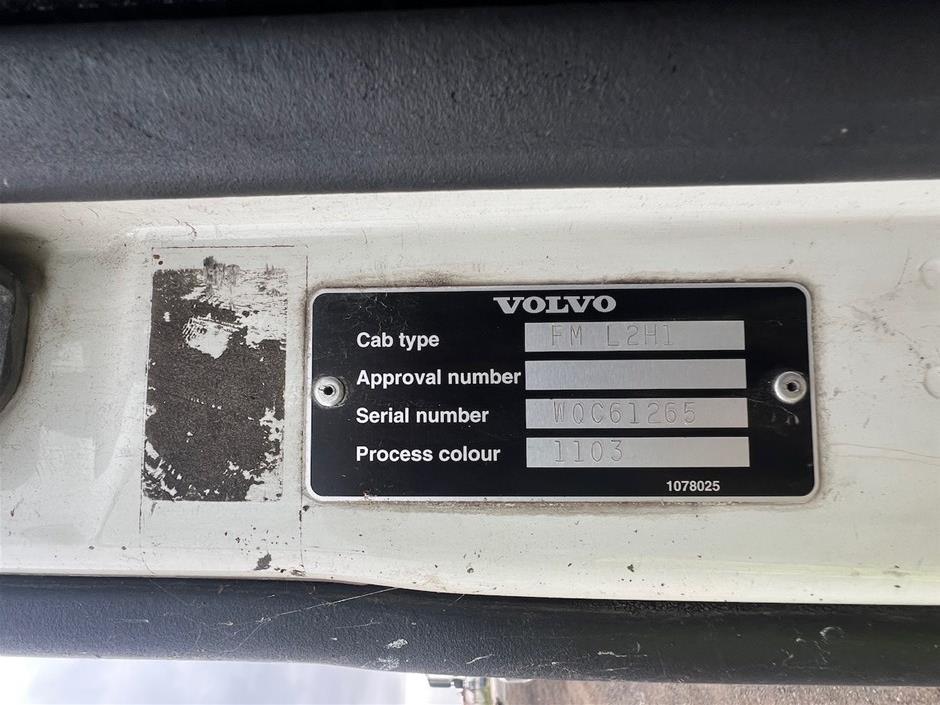 VOLVO
Cab type FM L2H1
Approval number
Serial number WQC61265
Process colour 1103
1078025